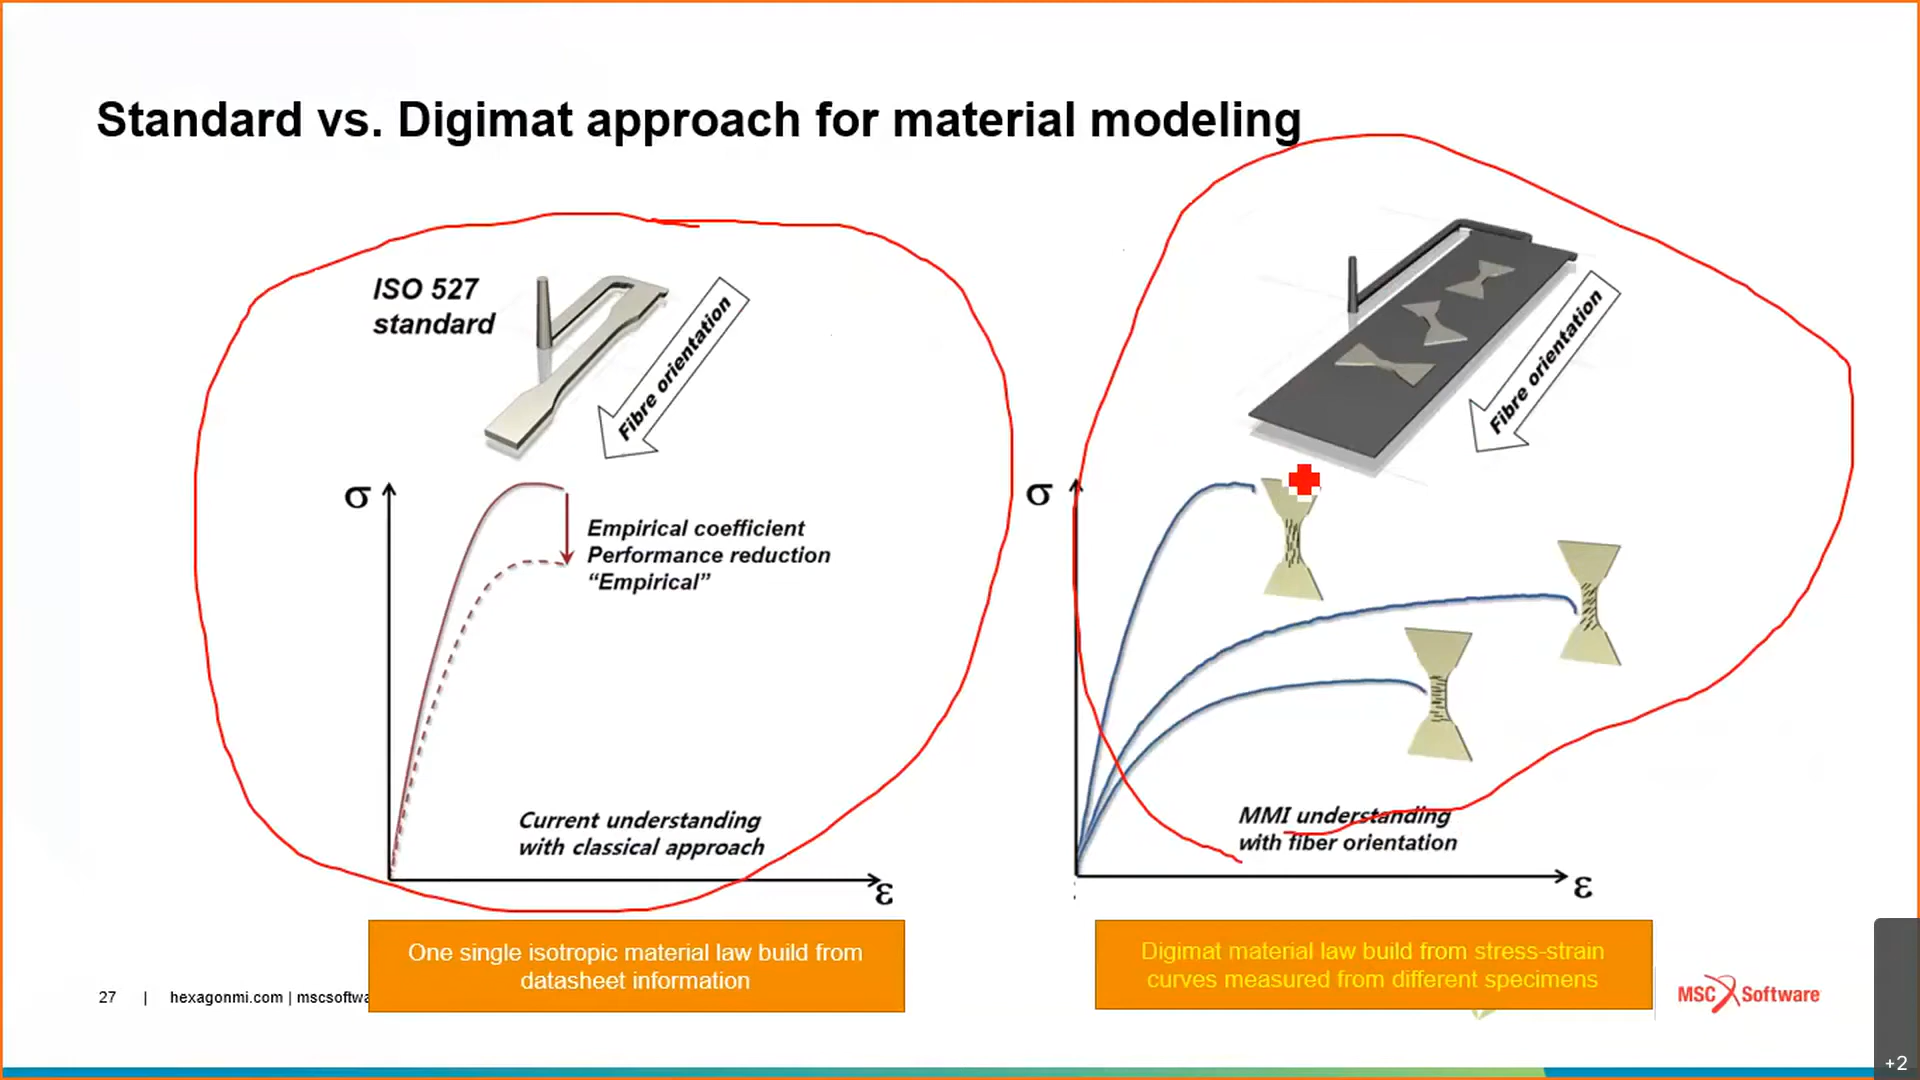 Standard vs. Digimat approach for material modeling
ISO 527
standard
Fibre orientation
σ
Empirical coefficient
Performance reduction
“Empirical”
Current understanding
with classical approach
ε
One single isotropic material law build from
datasheet information
Fibre orientation
σ
MMI understanding
with fiber orientation
ε
Digimat material law build from stress-strain
curves measured from different specimens
27 | hexagonmi.com | mscsoftwa
MSC Software
+2